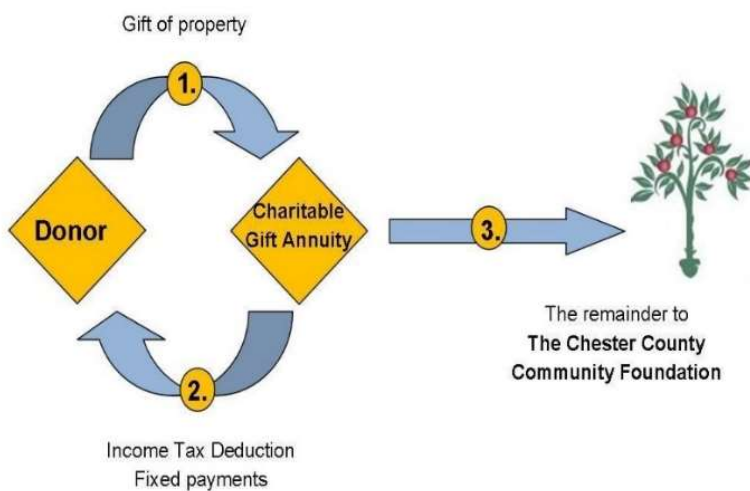 Gift of property
1.
Donor
Charitable
Gift Annuity
3.
2.
Income Tax Deduction
Fixed payments
The remainder to
The Chester County
Community Foundation